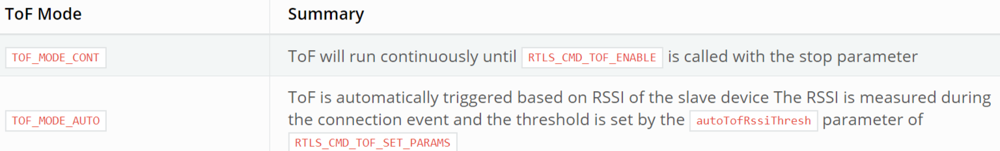 ToF Mode Summary
TOF_MODE_CONT ToF will run continuously until RTLS_CMD_TOF_ENABLE is called with the stop parameter
ToF is automatically triggered based on RSSI of the slave device The RSSI is measured during
TOF_MODE_AUTO the connection event and the threshold is set by the autoTofRssiThresh parameter of
RTLS_CMD_TOF_SET_PARAMS